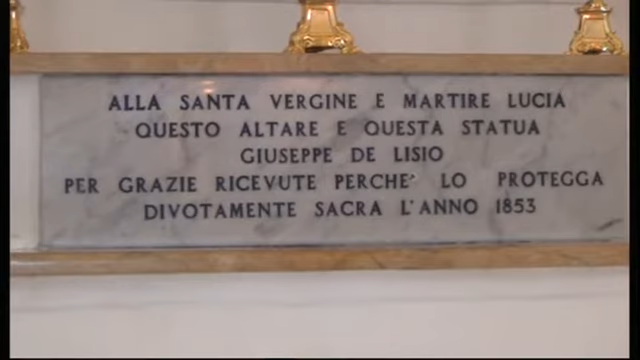 ALLA SANTA VERGINE E MARTIRE LUCIA
QUESTO ALTARE E QUESTA STATUA
GIUSEPPE DE LISIO
PER GRAZIE RICEVUTE PERCHE' LO PROTEGGA
DIVOTAMENTE SACRA L'ANNO 1853